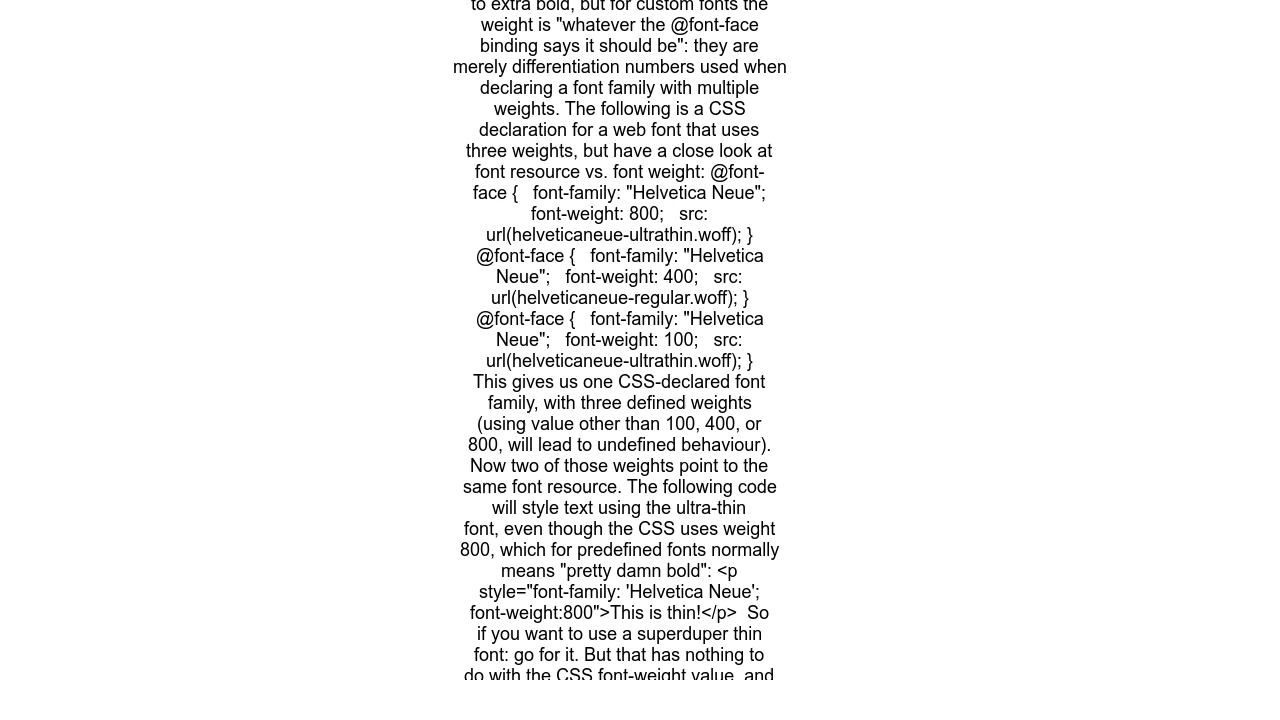 to extra bold, but for custom fonts the
weight is "whatever the @font-face
binding says it should be": they are
merely differentiation numbers used when
declaring a font family with multiple
weights. The following is a CSS
declaration for a web font that uses
three weights, but have a close look at
font resource vs. font weight: @font-
face {   font-family: "Helvetica Neue";
font-weight: 800;   src:
url(helveticaneue-ultrathin.woff); }
@font-face {   font-family: "Helvetica
Neue";   font-weight: 400;   src:
url(helveticaneue-regular.woff); }
@font-face {   font-family: "Helvetica
Neue";   font-weight: 100;   src:
url(helveticaneue-ultrathin.woff); }
This gives us one CSS-declared font
family, with three defined weights
(using value other than 100, 400, or
800, will lead to undefined behaviour).
Now two of those weights point to the
same font resource. The following code
will style text using the ultra-thin
font, even though the CSS uses weight
800, which for predefined fonts normally
means "pretty damn bold": <p
style="font-family: 'Helvetica Neue';
font-weight:800">This is thin!</p>  So
if you want to use a superduper thin
font: go for it. But that has nothing to
do with the CSS font-weight value, and